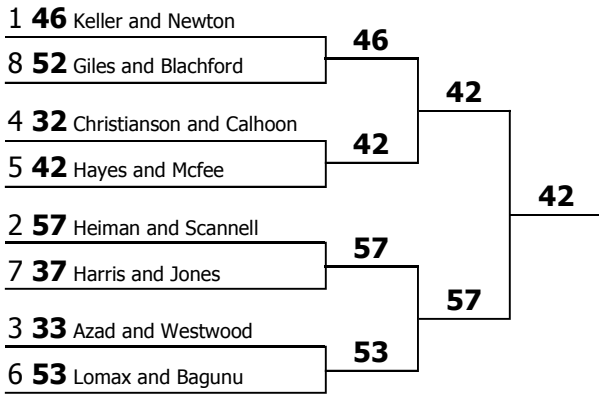 1 46 Keller and Newton
8 52 Giles and Blachford
46
4 32 Christianson and Calhoon
5 42 Hayes and Mcfee
42
42
2 57 Heiman and Scannell
7 37 Harris and Jones
57
3 33 Azad and Westwood
6 53 Lomax and Bagunu
53
57
42